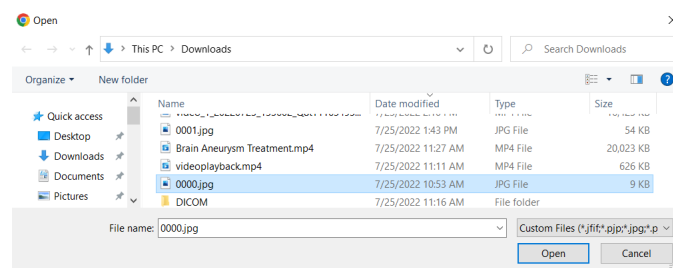 Open
This PC > Downloads
Search Downloads
Organize
New folder
Name
Date modified
Type
Size
Quick access
Desktop
Downloads
Documents
Pictures
0001.jpg 7/25/2022 1:43 PM JPG File 54 KB
Brain Aneurysm Treatment.mp4 7/25/2022 11:27 AM MP4 File 20,023 KB
videoplayback.mp4 7/25/2022 11:11 AM MP4 File 626 KB
0000.jpg 7/25/2022 10:53 AM JPG File 9 KB
DICOM 7/25/2022 11:16 AM File folder
File name: 0000.jpg
Custom Files (*.jfif;*.pjp;*.jpg;*.p
Open
Cancel